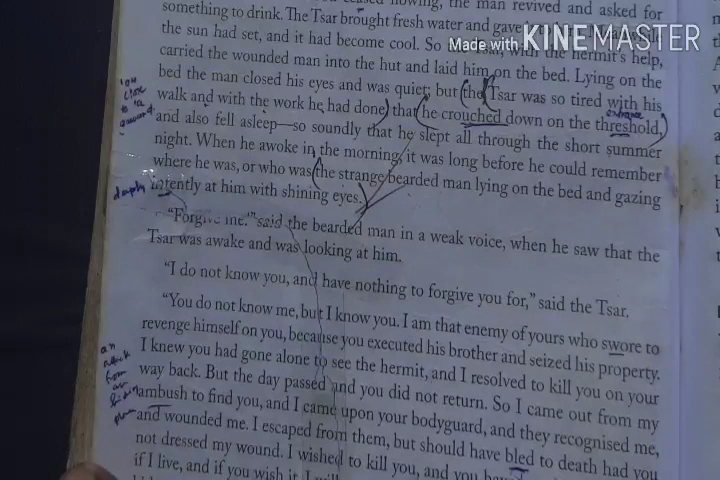 flowing, the man revived and asked for
something to drink. The Tsar brought fresh water and gave
the sun had set, and it had become cool. So the Tsar, with the hermit's help,
Made with KINEMASTER
carried the wounded man into the hut and laid him on the bed. Lying on the
bed the man closed his eyes and was quiet; but (the (Tsar was so tired with his
walk and with the work he had done) that (he crouched down on the threshold,)
entrance
and also fell asleep—so soundly that he slept all through the short summer
night. When he awoke in the morning, it was long before he could remember
where he was, or who was (the strange bearded man lying on the bed and gazing
deeply
intently at him with shining eyes.)
"Forgive me!" said the bearded man in a weak voice, when he saw that the
Tsar was awake and was looking at him.
"I do not know you, and have nothing to forgive you for," said the Tsar.
"You do not know me, but I know you. I am that enemy of yours who swore to
revenge himself on you, because you executed his brother and seized his property.
I knew you had gone alone to see the hermit, and I resolved to kill you on your
way back. But the day passed and you did not return. So I came out from my
an
attack
from
ambush to find you, and I came upon your bodyguard, and they recognised me,
and wounded me. I escaped from them, but should have bled to death had you
not dressed my wound. I wished to kill you, and you
if I live, and if you wish it, I